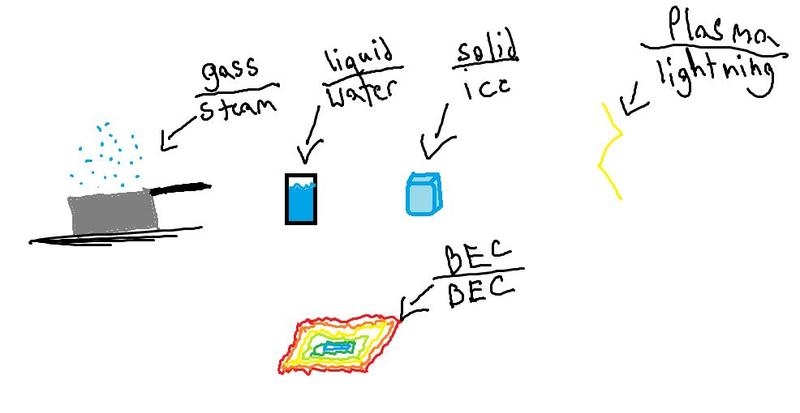 gass
steam
liquid
water
solid
ice
Plasma
lightning
BEC
BEC